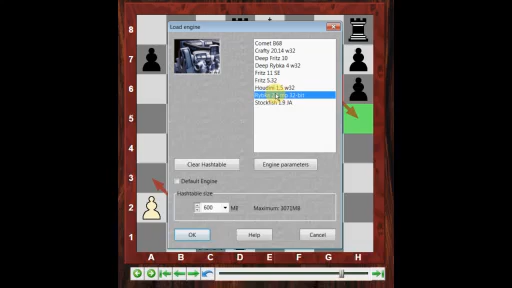 Load engine
8
7
6
5
4
3
2
1
Comet B68
Crafty 20.14 w32
Deep Fritz 10
Deep Rybka 4 w32
Fritz 11 SE
Fritz 5.32
Houdini 1.5 w32
32-bit
Stockfish 1.9 JA
Clear Hashtable
Engine parameters
Default Engine
Hashtable size
600 MB Maximum: 3071MB
OK Help Cancel
A B C D E F G H